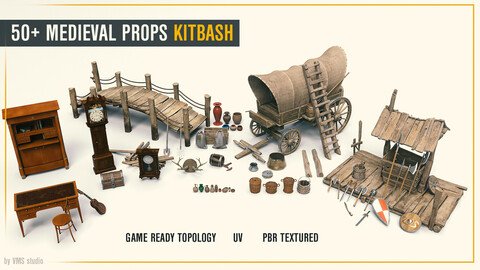 50+ MEDIEVAL PROPS KITBASH
GAME READY TOPOLOGY UV PBR TEXTURED
by VMS studio